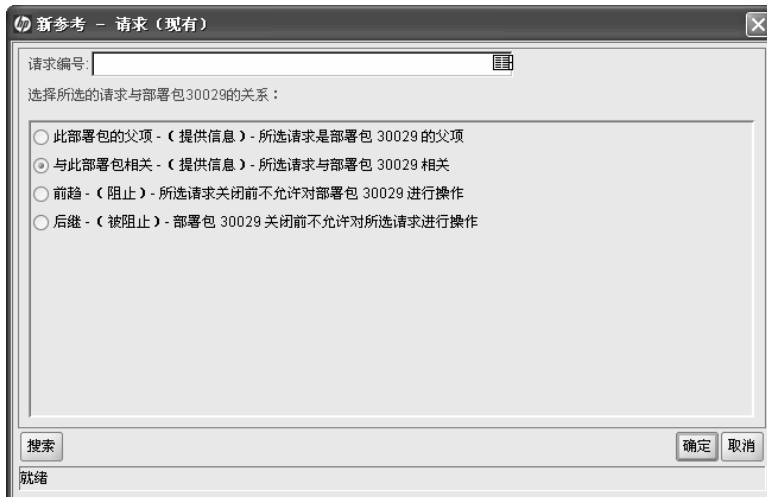 新参考 - 请求（现有）
请求编号:
选择所选的请求与部署包30029的关系：
此部署包的父项 - （提供信息）- 所选请求是部署包 30029 的父项
与此部署包相关 - （提供信息）- 所选请求与部署包 30029 相关
前趋 - （阻止）- 所选请求关闭前不允许对部署包 30029 进行操作
后继 - （被阻止）- 部署包 30029 关闭前不允许对所选请求进行操作
搜索 确定 取消
就绪